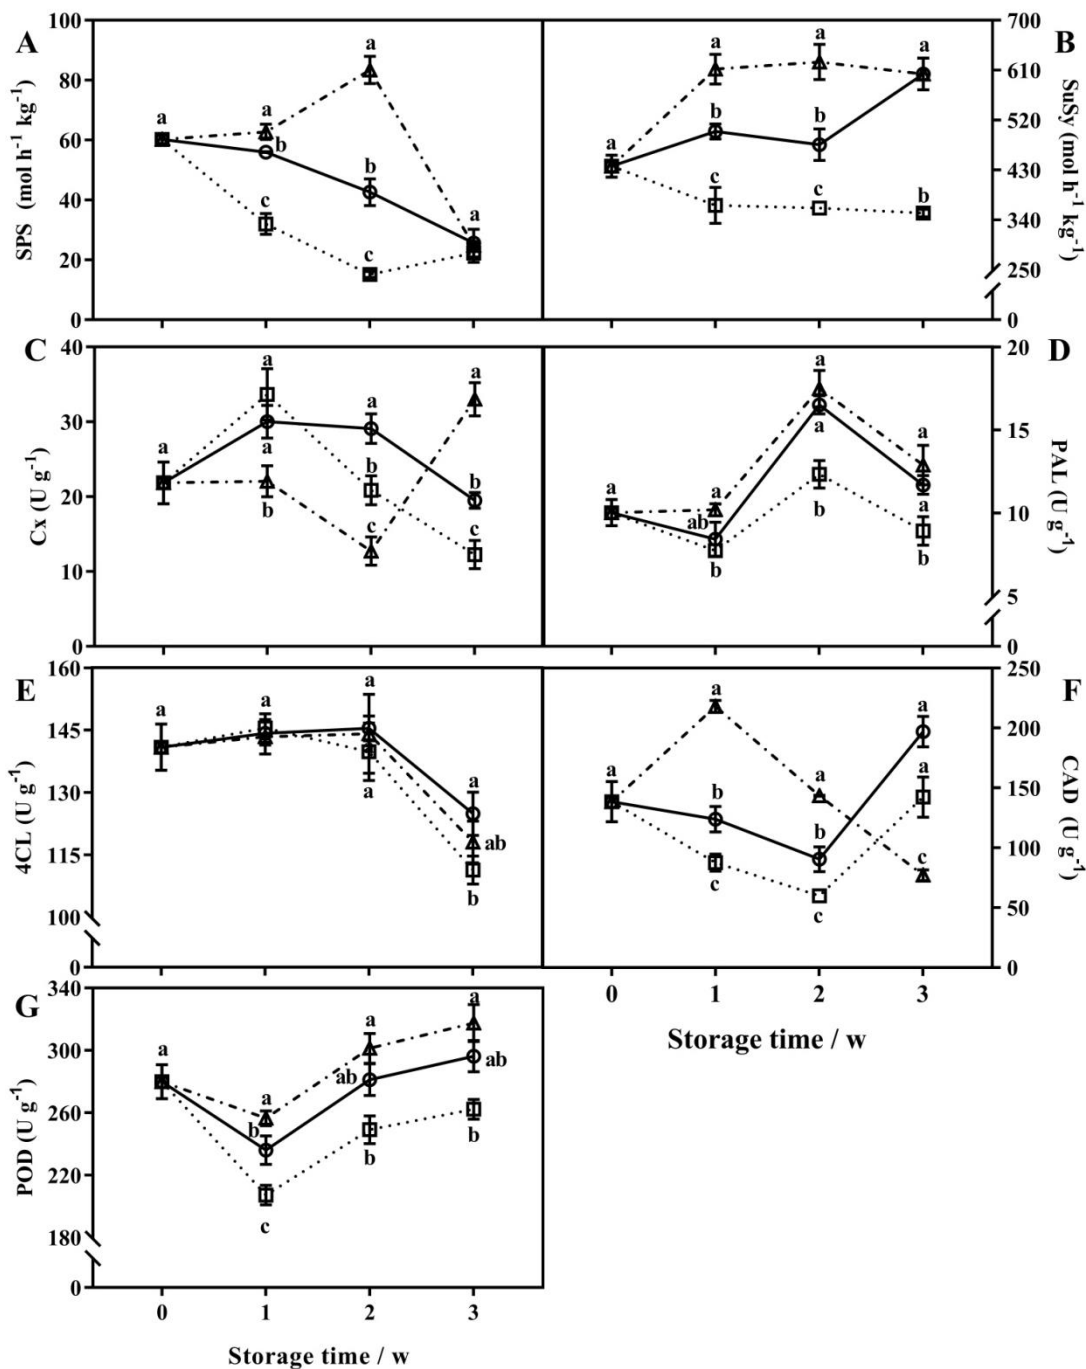 A
SPS (mol h⁻¹ kg⁻¹)
100
80
60
40
20
0
a
a
b
c
a
b
c
a
B
SuSy (mol h⁻¹ kg⁻¹)
700
610
520
430
340
250
0
a
a
b
c
a
b
c
a
b
C
Cx (U g⁻¹)
40
30
20
10
0
a
a
a
b
a
b
c
a
b
c
D
PAL (U g⁻¹)
20
15
10
5
0
a
a
ab
b
a
a
b
a
a
b
E
4CL (U g⁻¹)
160
145
130
115
100
0
a
a
a
a
a
ab
b
F
CAD (U g⁻¹)
250
200
150
100
50
0
a
a
b
c
a
b
c
a
a
c
0 1 2 3
Storage time / w
G
POD (U g⁻¹)
340
300
260
220
180
0
a
a
b
c
a
ab
b
a
ab
b
0 1 2 3
Storage time / w